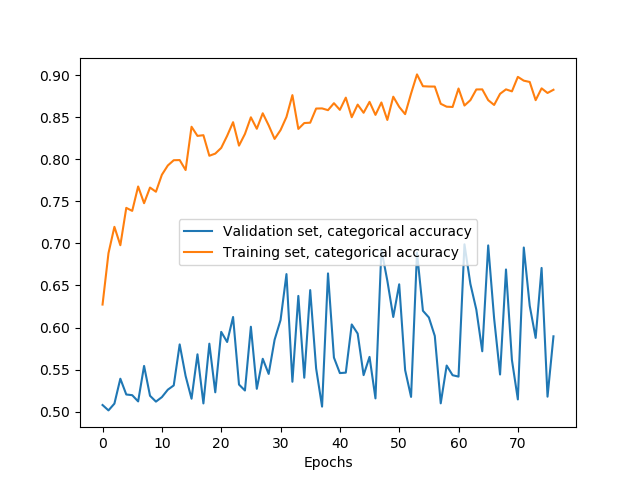 0.90
0.85
0.80
0.75
0.70
0.65
0.60
0.55
0.50
Validation set, categorical accuracy
Training set, categorical accuracy
0 10 20 30 40 50 60 70
Epochs